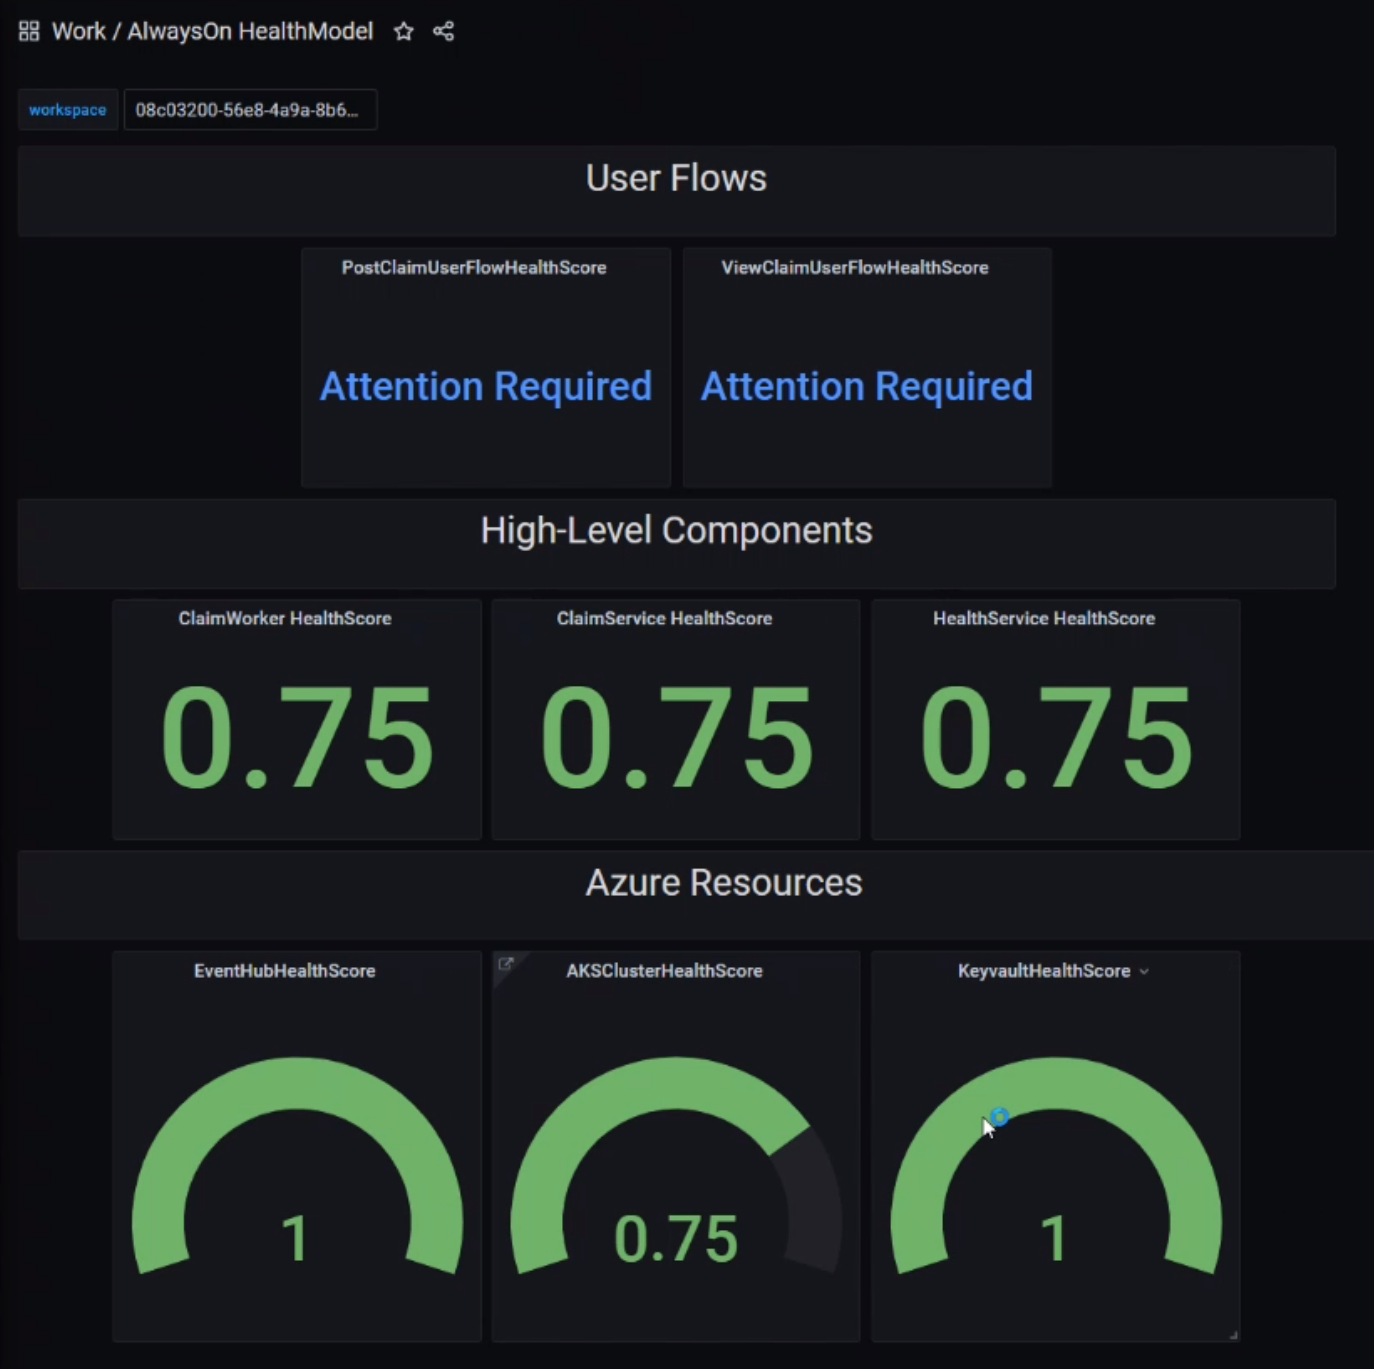 Work / AlwaysOn HealthModel
workspace 08c03200-56e8-4a9a-8b6...
User Flows
PostClaimUserFlowHealthScore
Attention Required
ViewClaimUserFlowHealthScore
Attention Required
High-Level Components
ClaimWorker HealthScore
0.75
ClaimService HealthScore
0.75
HealthService HealthScore
0.75
Azure Resources
EventHubHealthScore
1
AKSClusterHealthScore
0.75
KeyvaultHealthScore
1